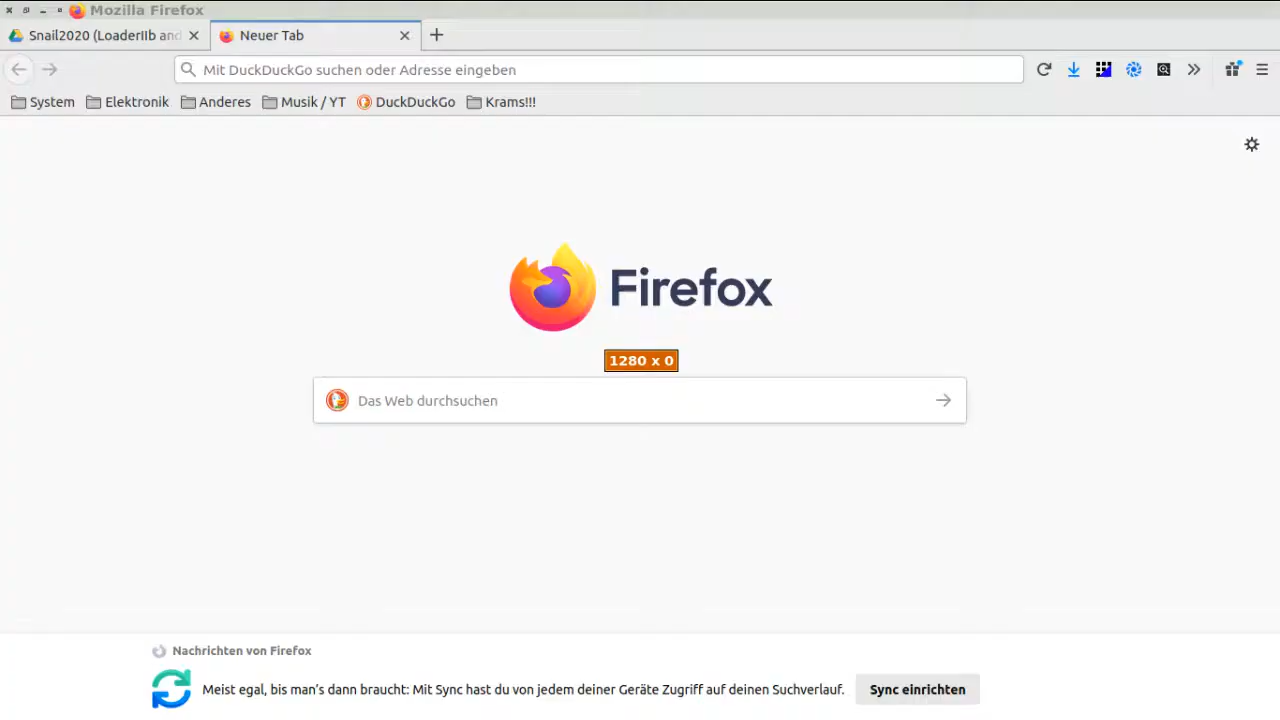 Mozilla Firefox
Snail2020 (LoaderIIb and
Neuer Tab
Mit DuckDuckGo suchen oder Adresse eingeben
System Elektronik Anderes Musik / YT DuckDuckGo Krams!!!
Firefox
1280 x 0
Das Web durchsuchen
Nachrichten von Firefox
Meist egal, bis man's dann braucht: Mit Sync hast du von jedem deiner Geräte Zugriff auf deinen Suchverlauf. Sync einrichten